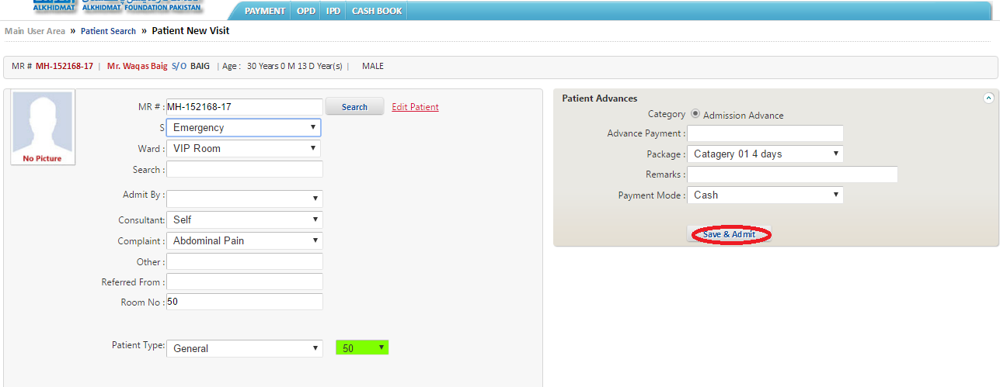 ALKHIDMAT FOUNDATION PAKISTAN
PAYMENT OPD IPD CASH BOOK
Main User Area » Patient Search » Patient New Visit
MR # MH-152168-17 | Mr. Waqas Baig S/O BAIG | Age : 30 Years 0 M 13 D Year(s) | MALE
No Picture
MR # : MH-152168-17 Search Edit Patient
S Emergency
Ward : VIP Room
Search :
Admit By :
Consultant: Self
Complaint : Abdominal Pain
Other :
Referred From :
Room No : 50
Patient Type: General 50
Patient Advances
Category Admission Advance
Advance Payment :
Package : Catagery 01 4 days
Remarks :
Payment Mode : Cash
Save & Admit